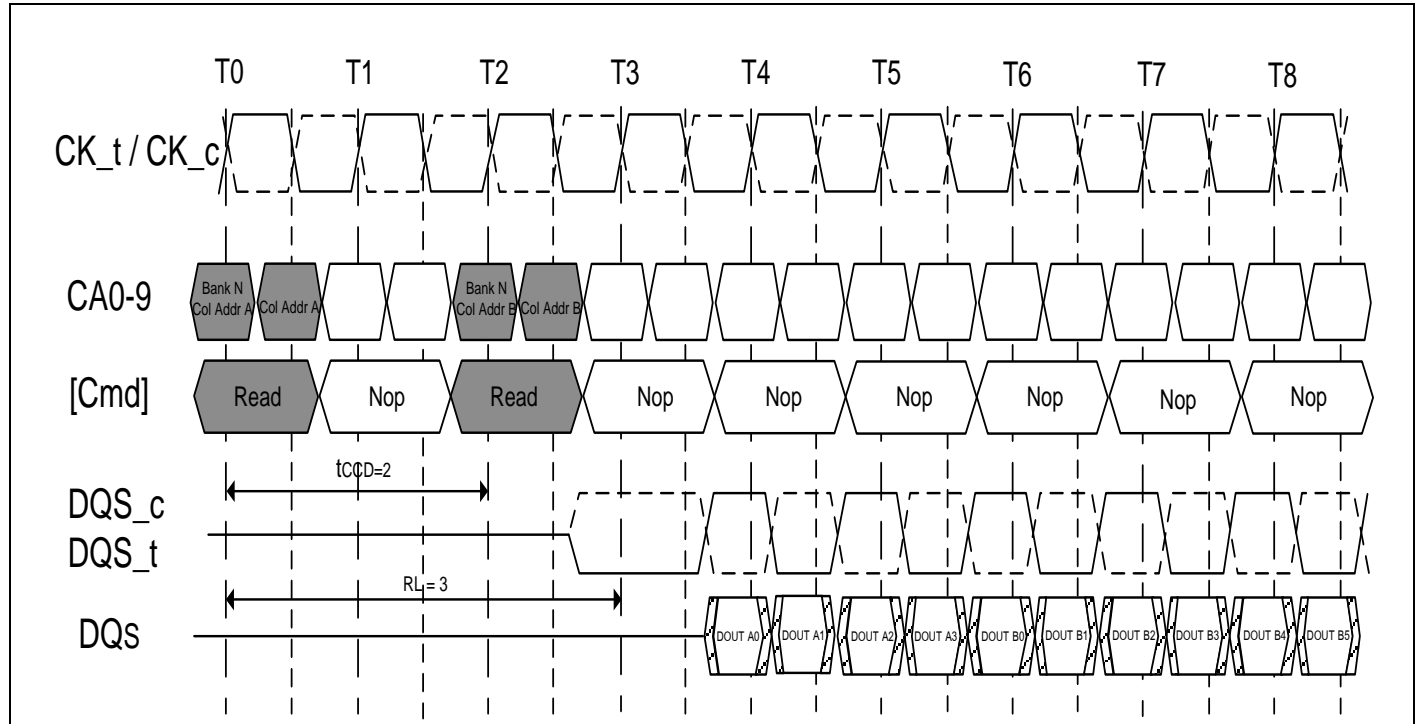 T0 T1 T2 T3 T4 T5 T6 T7 T8
CK_t / CK_c
CA0-9
Bank N
Col Addr A
Col Addr A
Bank N
Col Addr B
Col Addr B
[Cmd]
Read Nop Read Nop Nop Nop Nop Nop Nop
tCCD=2
DQS_c
DQS_t
RL = 3
DQs
DOUT A0 DOUT A1 DOUT A2 DOUT A3 DOUT B0 DOUT B1 DOUT B2 DOUT B3 DOUT B4 DOUT B5